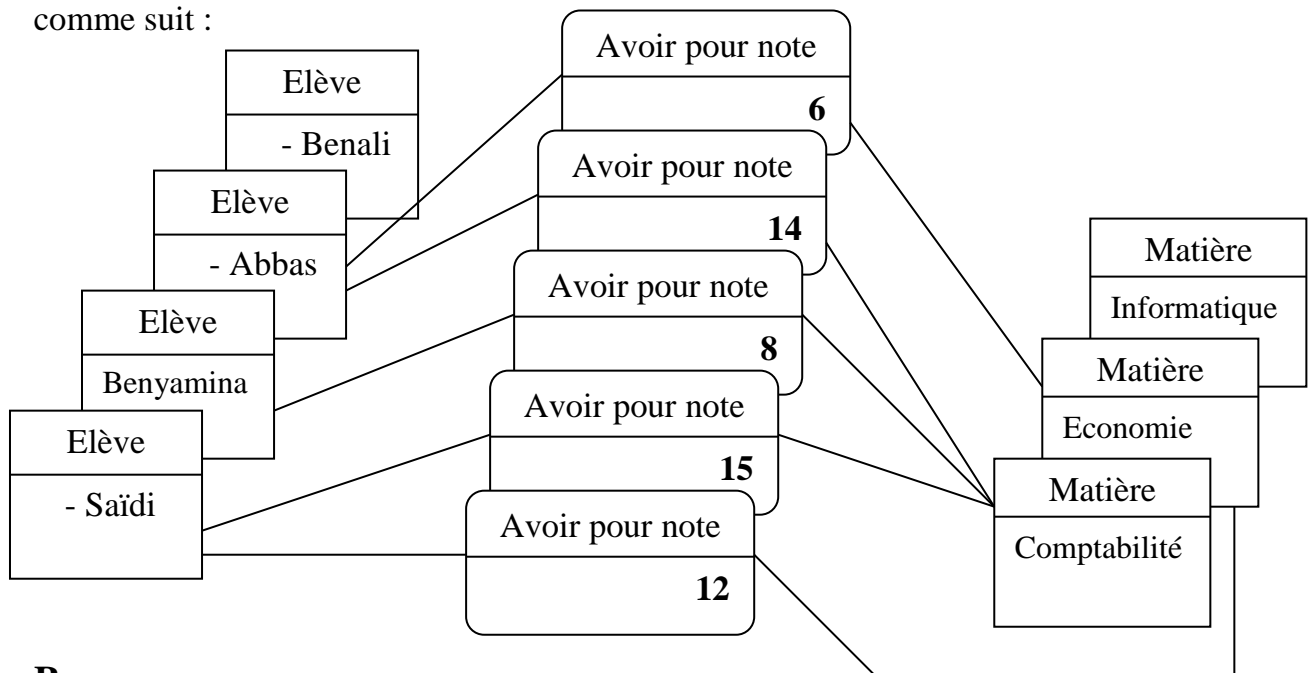 comme suit :
Avoir pour note
6
Elève
- Benali
Avoir pour note
14
Elève
- Abbas
Avoir pour note
8
Matière
Informatique
Elève
Benyamina
Avoir pour note
15
Matière
Economie
Elève
- Saïdi
Avoir pour note
12
Matière
Comptabilité